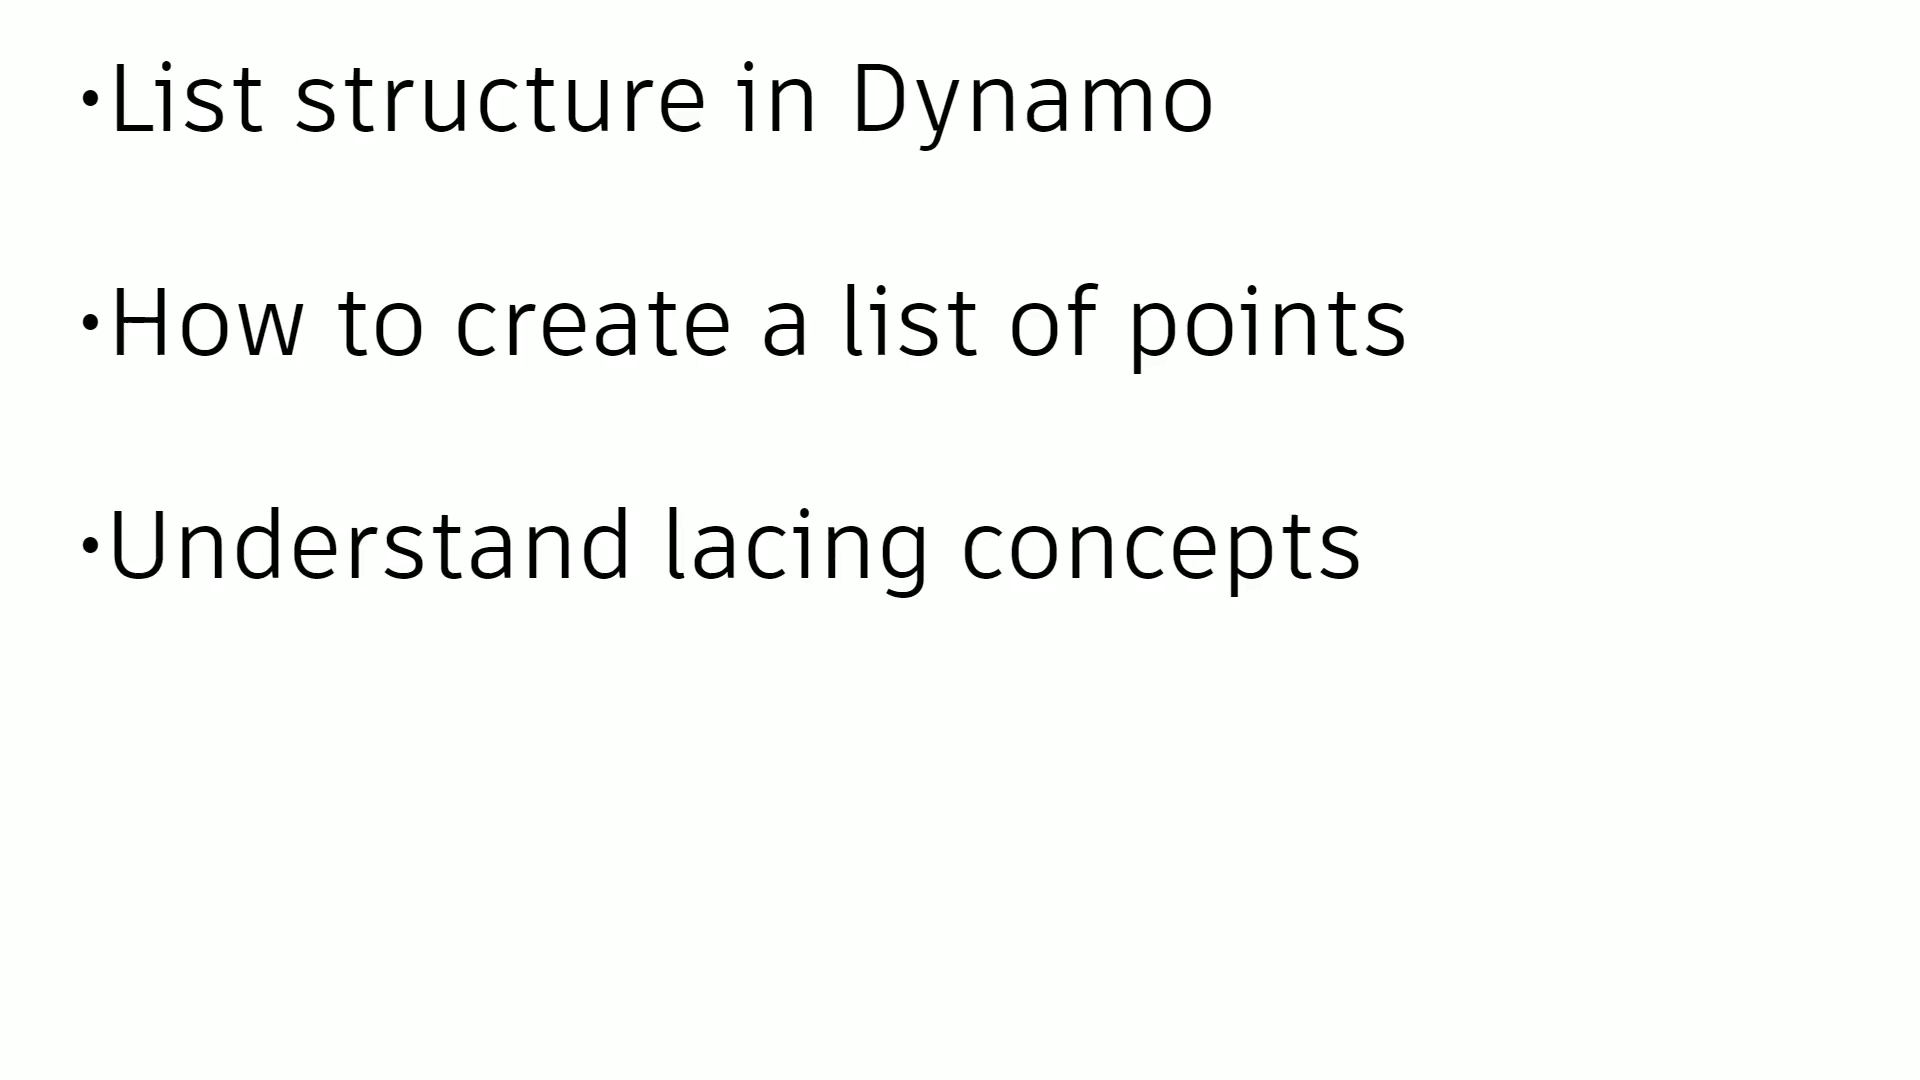 •List structure in Dynamo
•How to create a list of points
•Understand lacing concepts